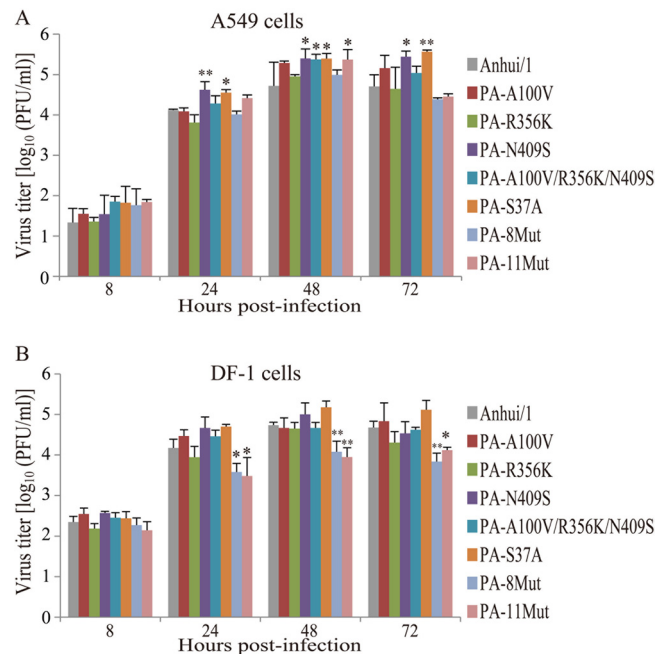 A
A549 cells
Virus titer [log10 (PFU/ml)]
6
5
4
3
2
1
0
** * * ** * * * **
8 24 48 72
Hours post-infection
Anhui/1
PA-A100V
PA-R356K
PA-N409S
PA-A100V/R356K/N409S
PA-S37A
PA-8Mut
PA-11Mut
B
DF-1 cells
Virus titer [log10 (PFU/ml)]
6
5
4
3
2
1
0
* * ** ** ** *
8 24 48 72
Hours post-infection
Anhui/1
PA-A100V
PA-R356K
PA-N409S
PA-A100V/R356K/N409S
PA-S37A
PA-8Mut
PA-11Mut